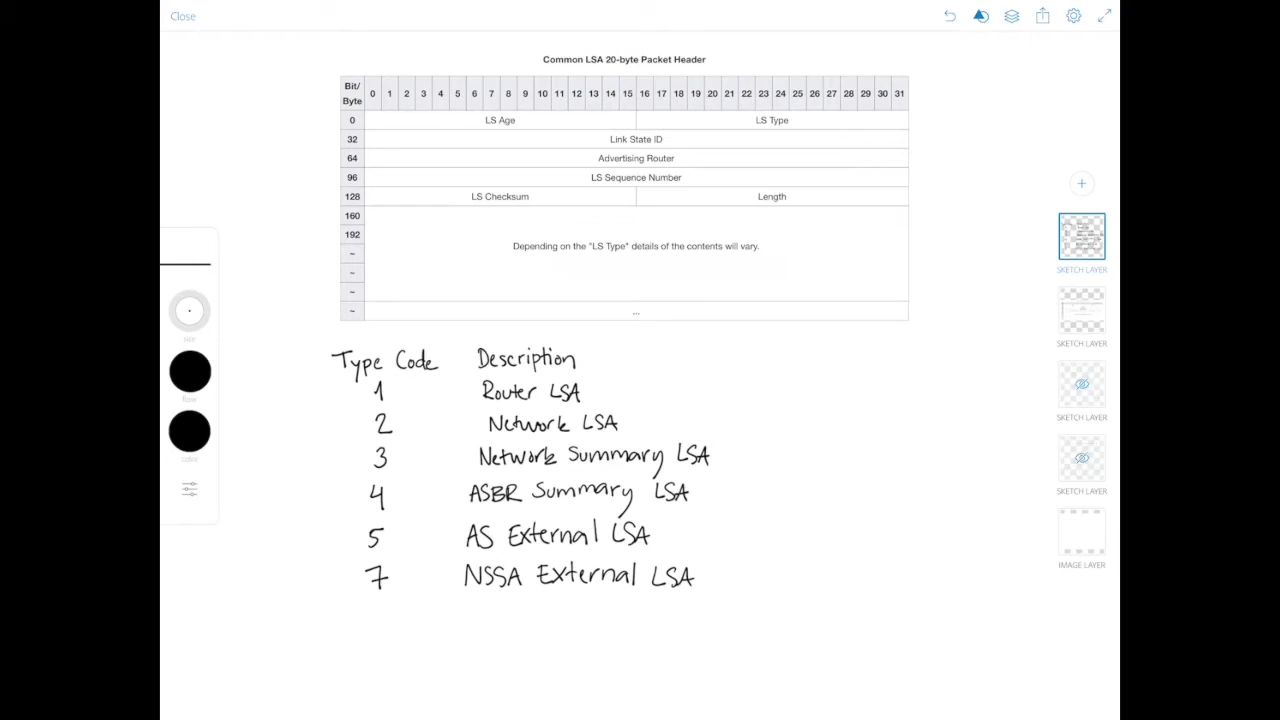 Close
Common LSA 20-byte Packet Header
Bit/
Byte 0 1 2 3 4 5 6 7 8 9 10 11 12 13 14 15 16 17 18 19 20 21 22 23 24 25 26 27 28 29 30 31
0 LS Age LS Type
32 Link State ID
64 Advertising Router
96 LS Sequence Number
128 LS Checksum Length
160
192
Depending on the "LS Type" details of the contents will vary.
~
~
~
~ ...
Type Code Description
1 Router LSA
2 Network LSA
3 Network Summary LSA
4 ASBR Summary LSA
5 AS External LSA
7 NSSA External LSA
size
flow
color
+
SKETCH LAYER
SKETCH LAYER
SKETCH LAYER
SKETCH LAYER
IMAGE LAYER